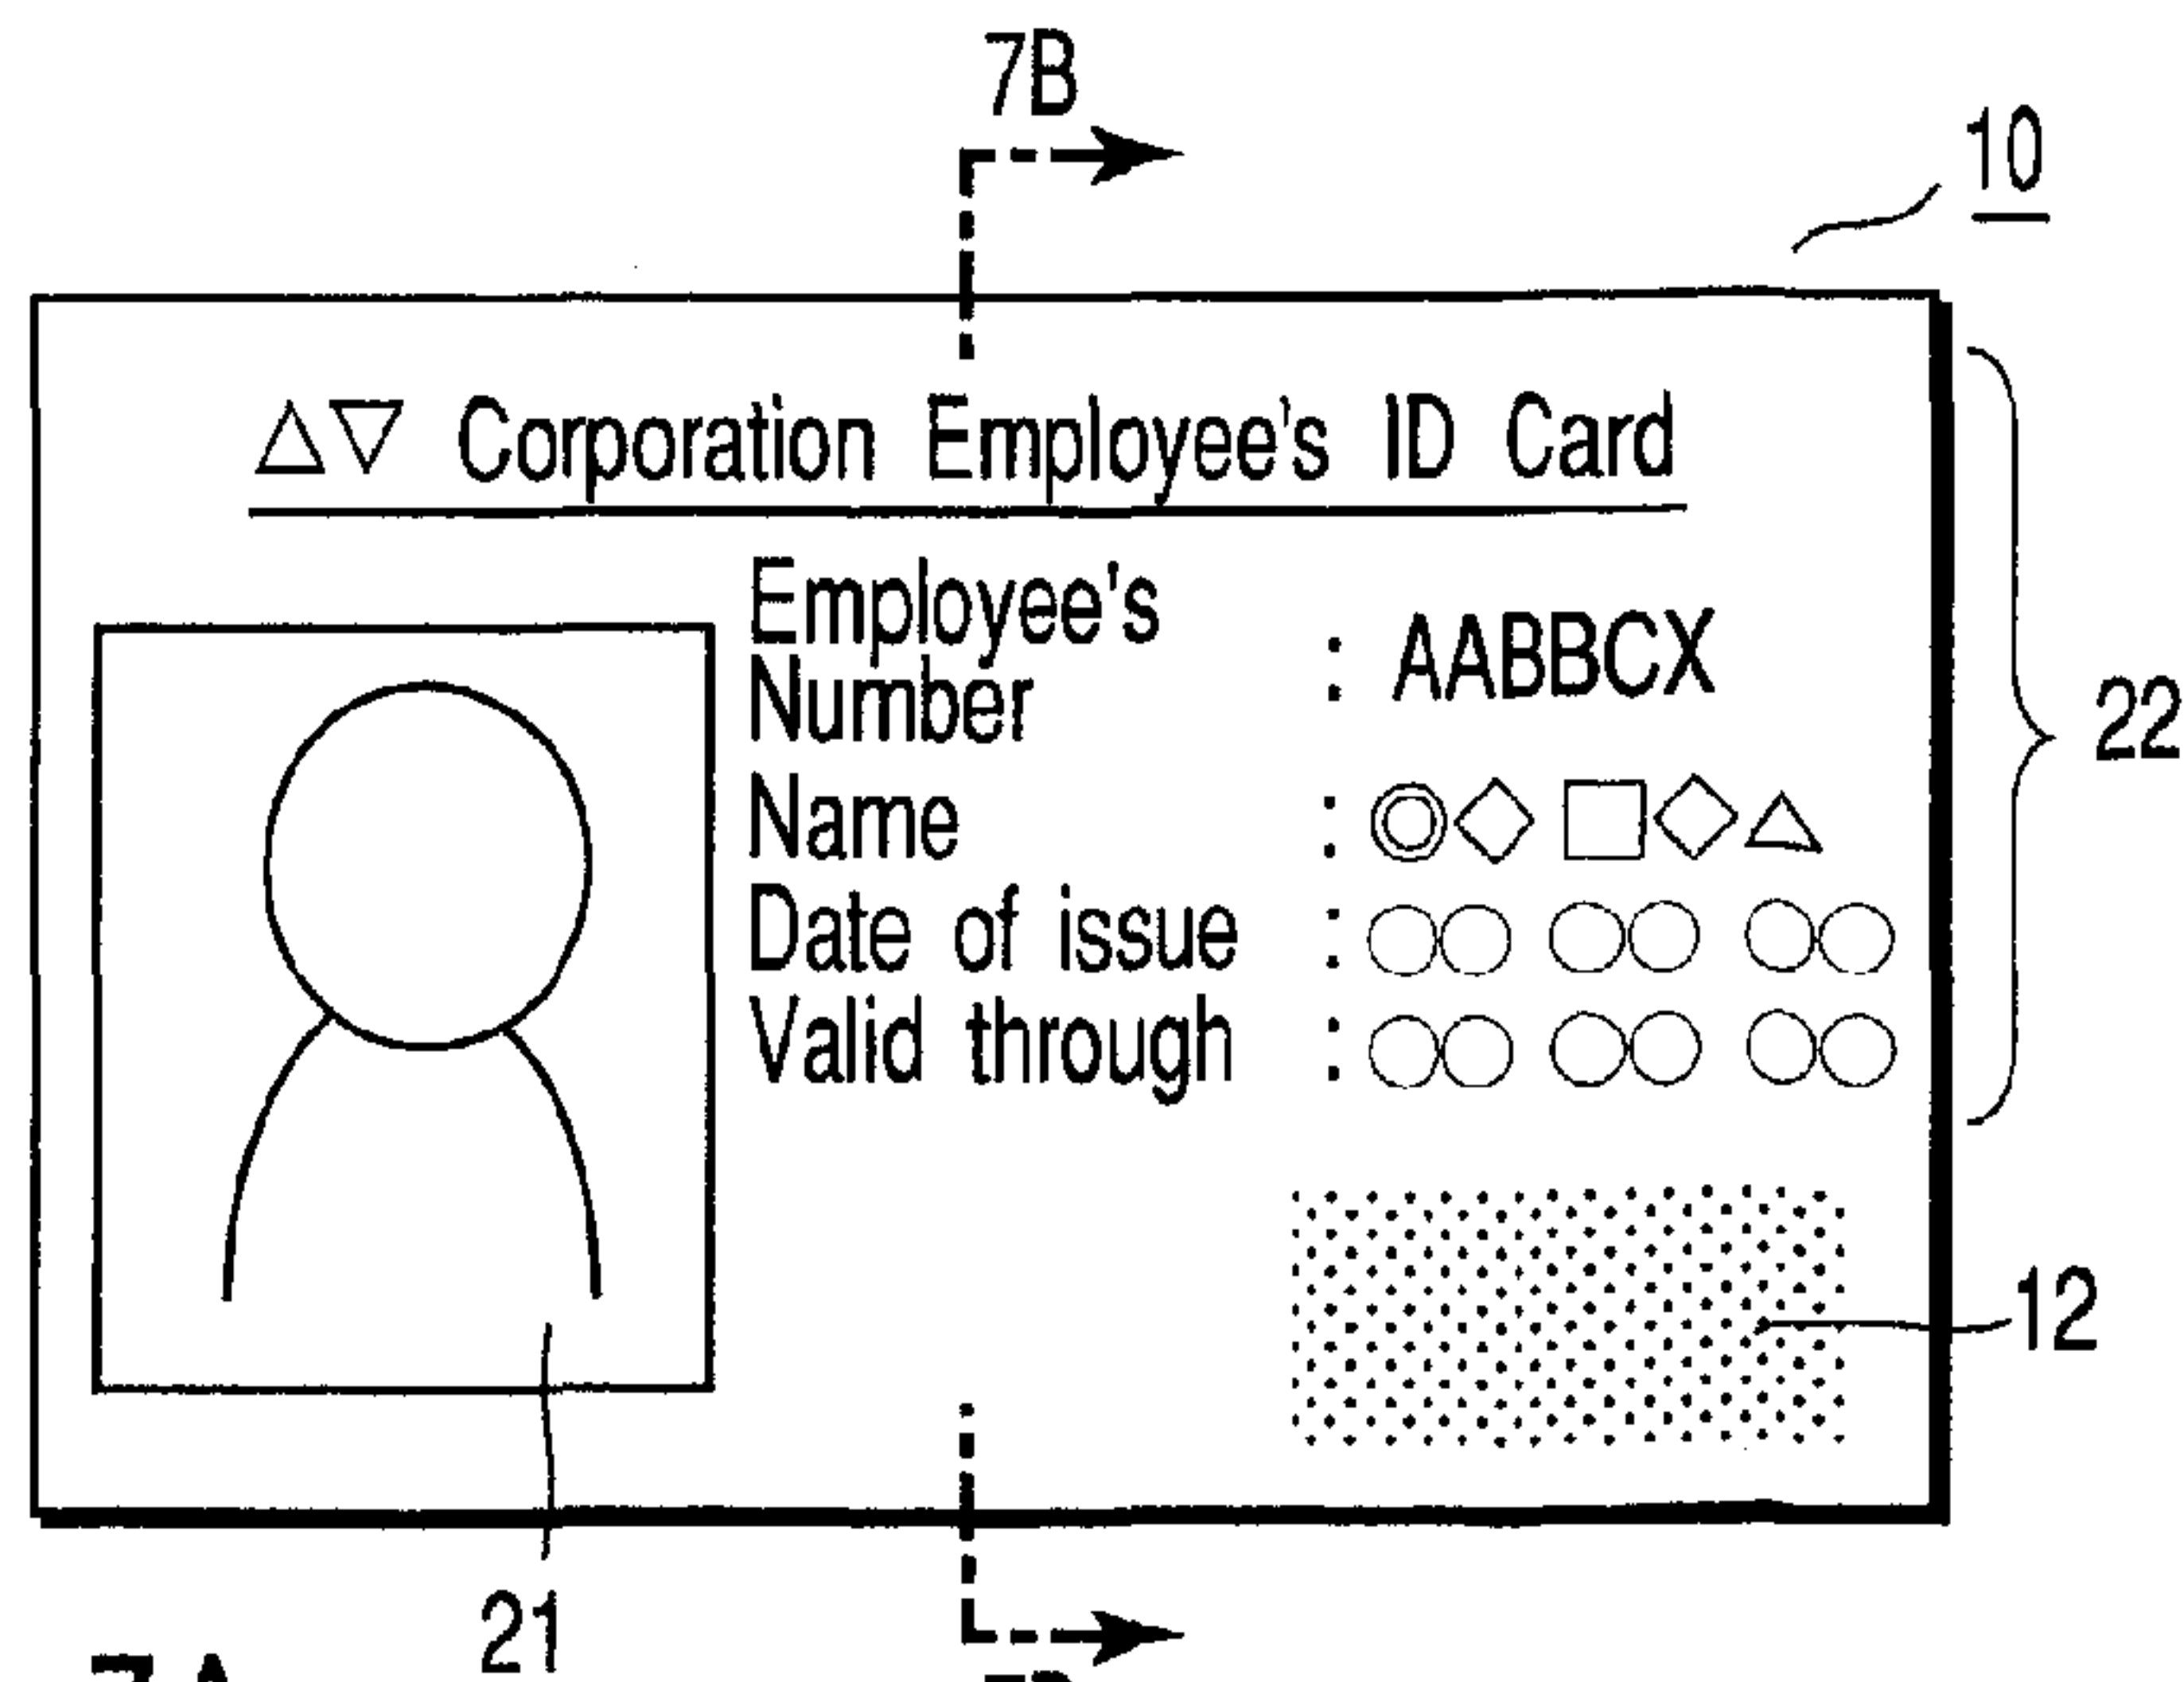 7B
10
△▽ Corporation Employee's ID Card
Employee's
Number : AABBCX
22
Name : ◎◇ □◇△
Date of issue : ○○ ○○ ○○
Valid through : ○○ ○○ ○○
12
21